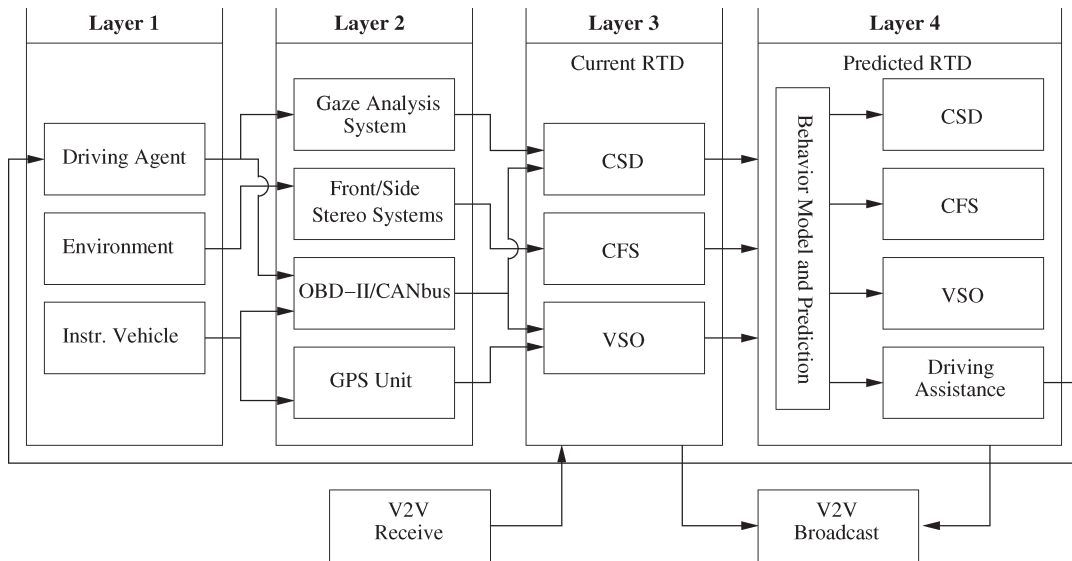 Layer 1
Driving Agent
Environment
Instr. Vehicle
Layer 2
Gaze Analysis
System
Front/Side
Stereo Systems
OBD−II/CANbus
GPS Unit
Layer 3
Current RTD
CSD
CFS
VSO
Layer 4
Predicted RTD
Behavior Model and Prediction
CSD
CFS
VSO
Driving
Assistance
V2V
Receive
V2V
Broadcast